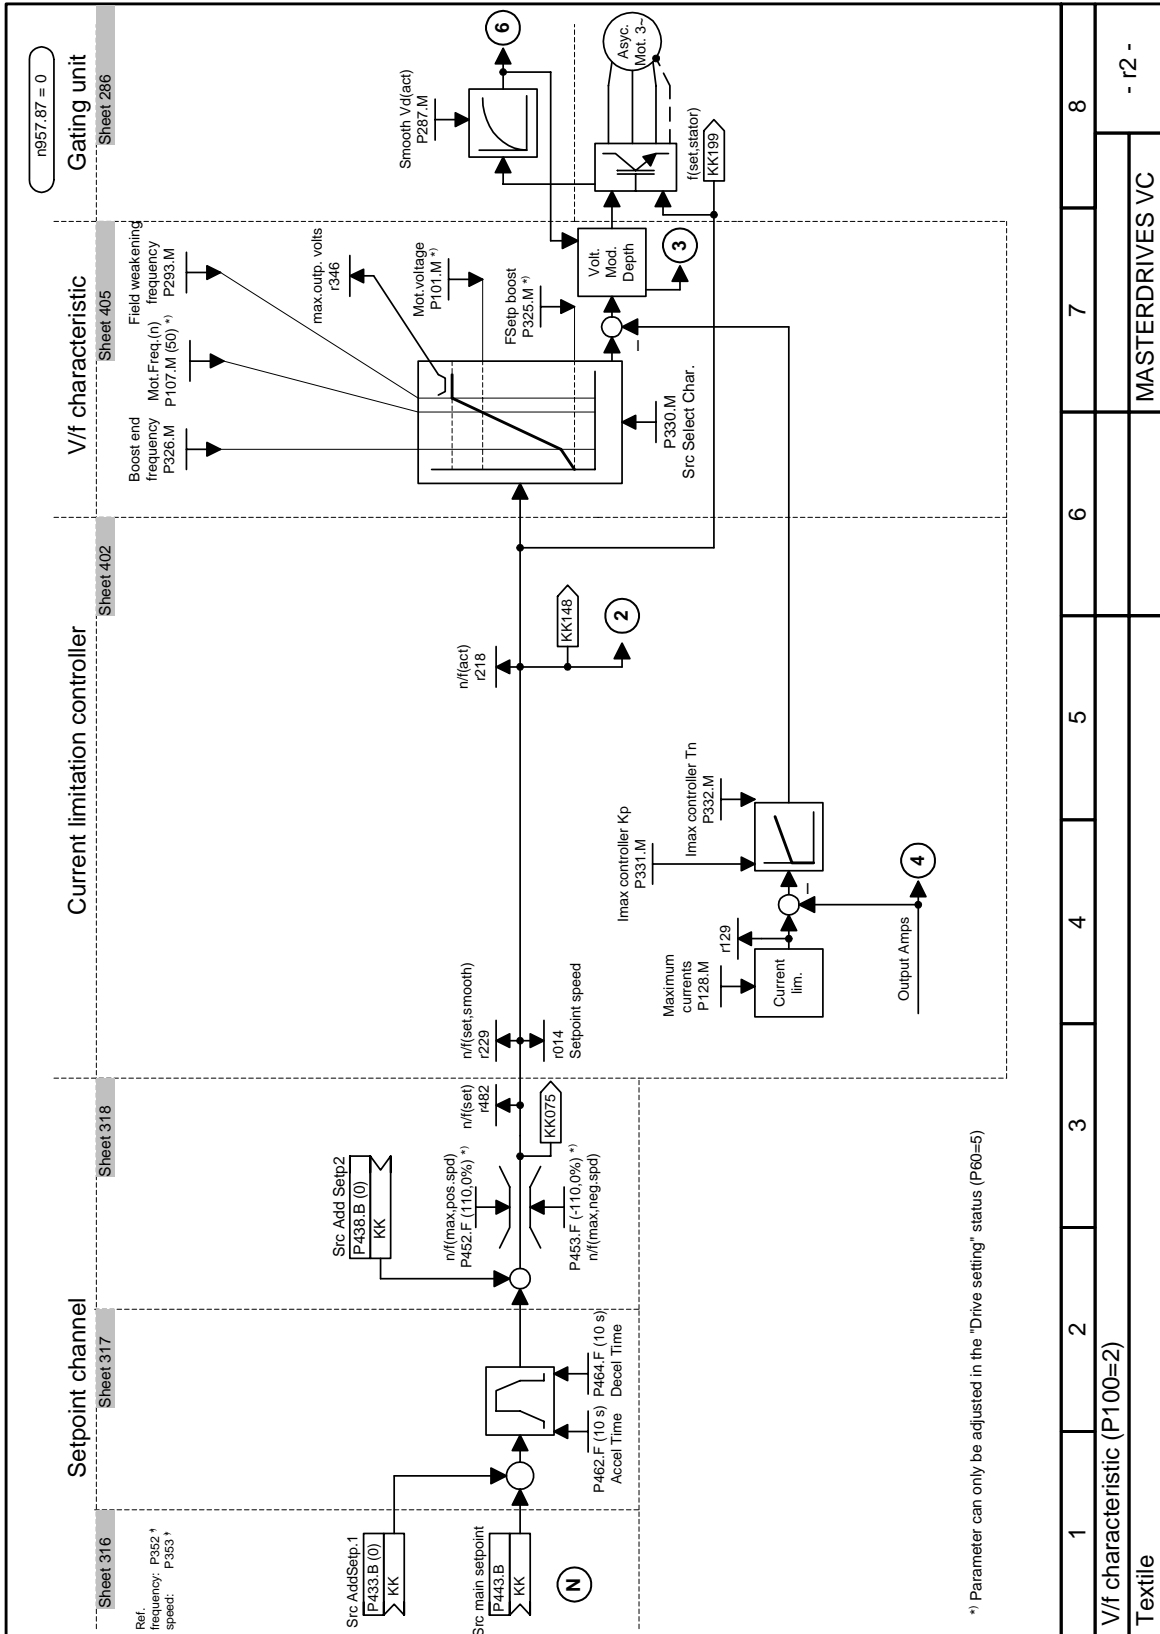 n957.87 = 0
Setpoint channel
Current limitation controller
V/f characteristic
Gating unit
Sheet 316
Sheet 317
Sheet 318
Sheet 402
Sheet 405
Sheet 286
Ref.
frequency: P352 *)
speed: P353 *)
Src AddSetp.1
P433.B (0)
KK
Src main setpoint
P443.B
KK
N
P462.F (10 s)
Accel Time
P464.F (10 s)
Decel Time
Src Add Setp2
P438.B (0)
KK
n/f(max,pos.spd)
P452.F (110,0%) *)
P453.F (-110,0%) *)
n/f(max,neg.spd)
KK075
n/f(set)
r482
n/f(set,smooth)
r229
r014
Setpoint speed
Maximum
currents
P128.M
r129
Current
lim.
Output Amps
4
Imax controller Kp
P331.M
Imax controller Tn
P332.M
n/f(act)
r218
KK148
2
Boost end
frequency
P326.M
Mot.Freq.(n)
P107.M (50) *)
Field weakening
frequency
P293.M
max.outp. volts
r346
Mot.voltage
P101.M *)
FSetp boost
P325.M *)
P330.M
Src Select Char.
Volt.
Mod.
Depth
3
Smooth Vd(act)
P287.M
6
Asyc.
Mot. 3~
f(set,stator)
KK199
*) Parameter can only be adjusted in the "Drive setting" status (P60=5)
1 2 3 4 5 6 7 8
V/f characteristic (P100=2)
Textile
MASTERDRIVES VC
- r2 -